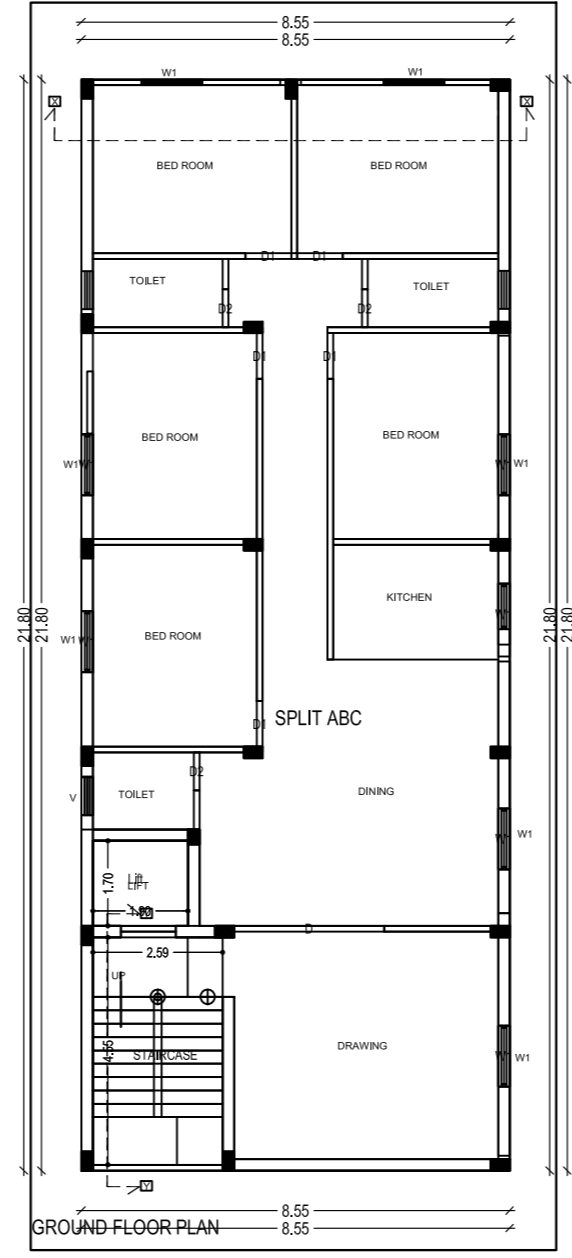 8.55
8.55
W1
W1
X
X
BED ROOM
BED ROOM
D1
D1
TOILET
TOILET
D2
D2
D1
D1
BED ROOM
BED ROOM
W1
W
W
W1
KITCHEN
W
21.80
21.80
21.80
21.80
BED ROOM
W1
W
SPLIT ABC
D1
D2
DINING
TOILET
V
W
W1
Lift
LIFT
1.70
D
2.59
UP
DRAWING
STAIRCASE
4.55
W
W1
Y
8.55
GROUND FLOOR PLAN
8.55